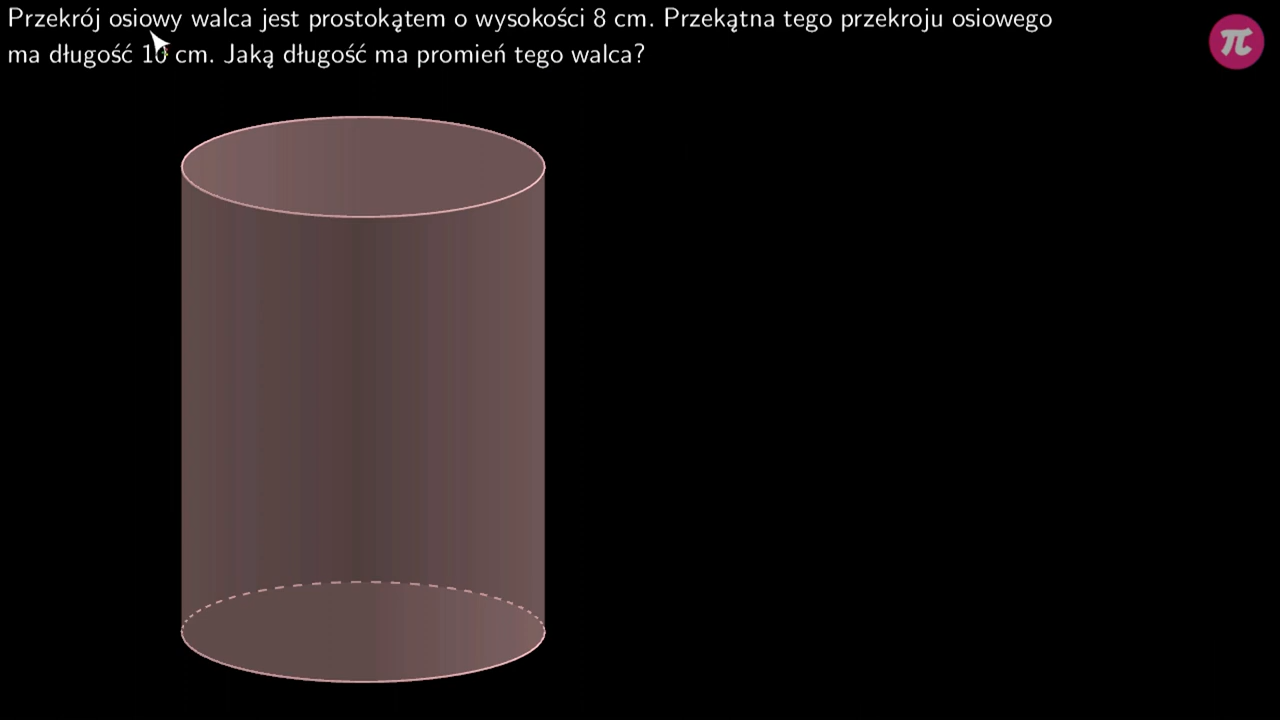 Przekrój osiowy walca jest prostokątem o wysokości 8 cm. Przekątna tego przekroju osiowego
ma długość 10 cm. Jaką długość ma promień tego walca?
π